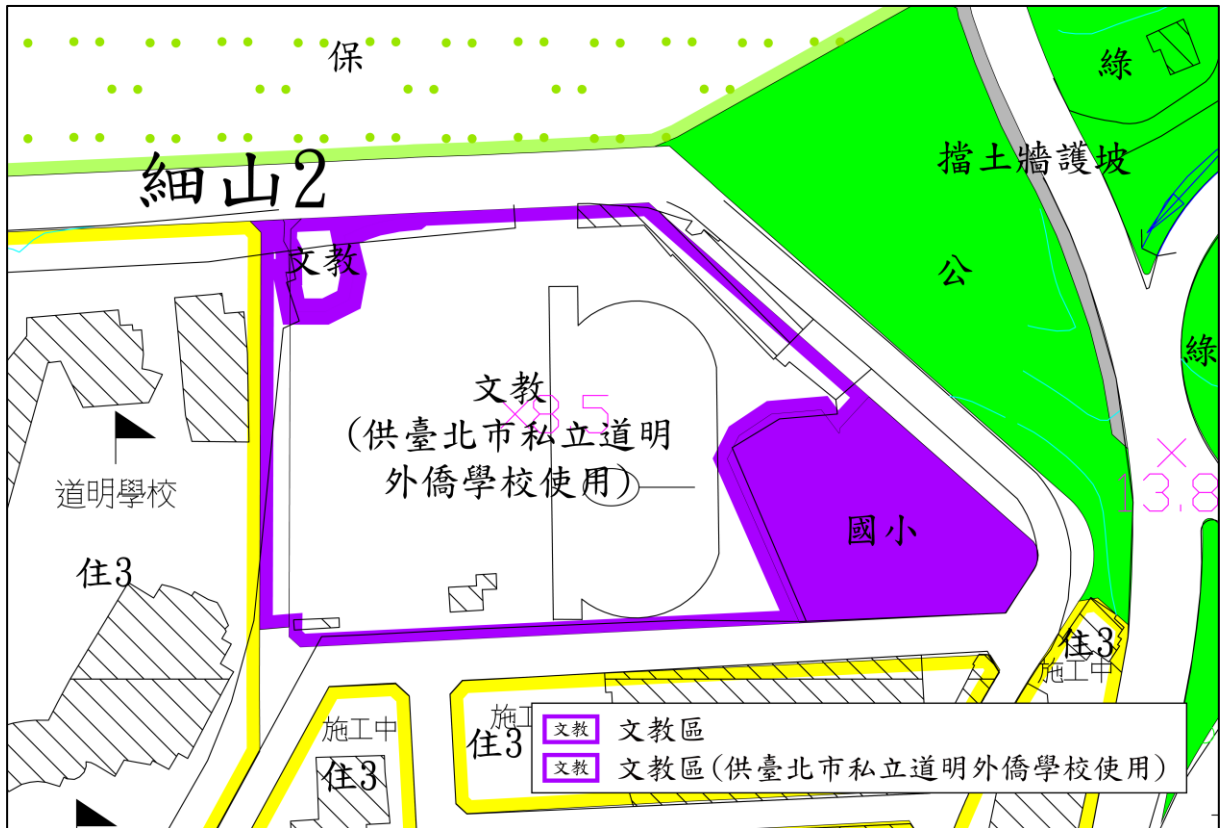 保
綠
擋土牆護坡
細山2
文教
公
綠
文教
(供臺北市私立道明
外僑學校使用)
×8.5
道明學校
×
13.8
國小
住3
住3
施工中
施工中
住3
施工
住3
文教 文教區
文教 文教區(供臺北市私立道明外僑學校使用)